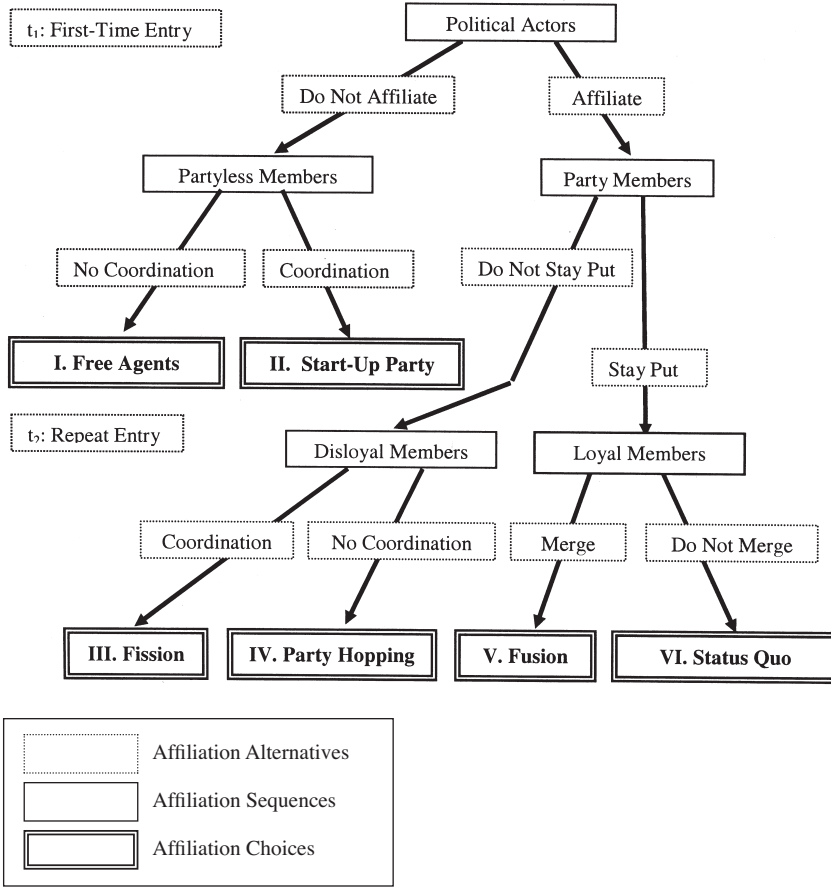 t₁: First-Time Entry
Political Actors
Do Not Affiliate
Affiliate
Partyless Members
Party Members
No Coordination
Coordination
Do Not Stay Put
I. Free Agents
II. Start-Up Party
Stay Put
t₂: Repeat Entry
Disloyal Members
Loyal Members
Coordination
No Coordination
Merge
Do Not Merge
III. Fission
IV. Party Hopping
V. Fusion
VI. Status Quo
Affiliation Alternatives
Affiliation Sequences
Affiliation Choices